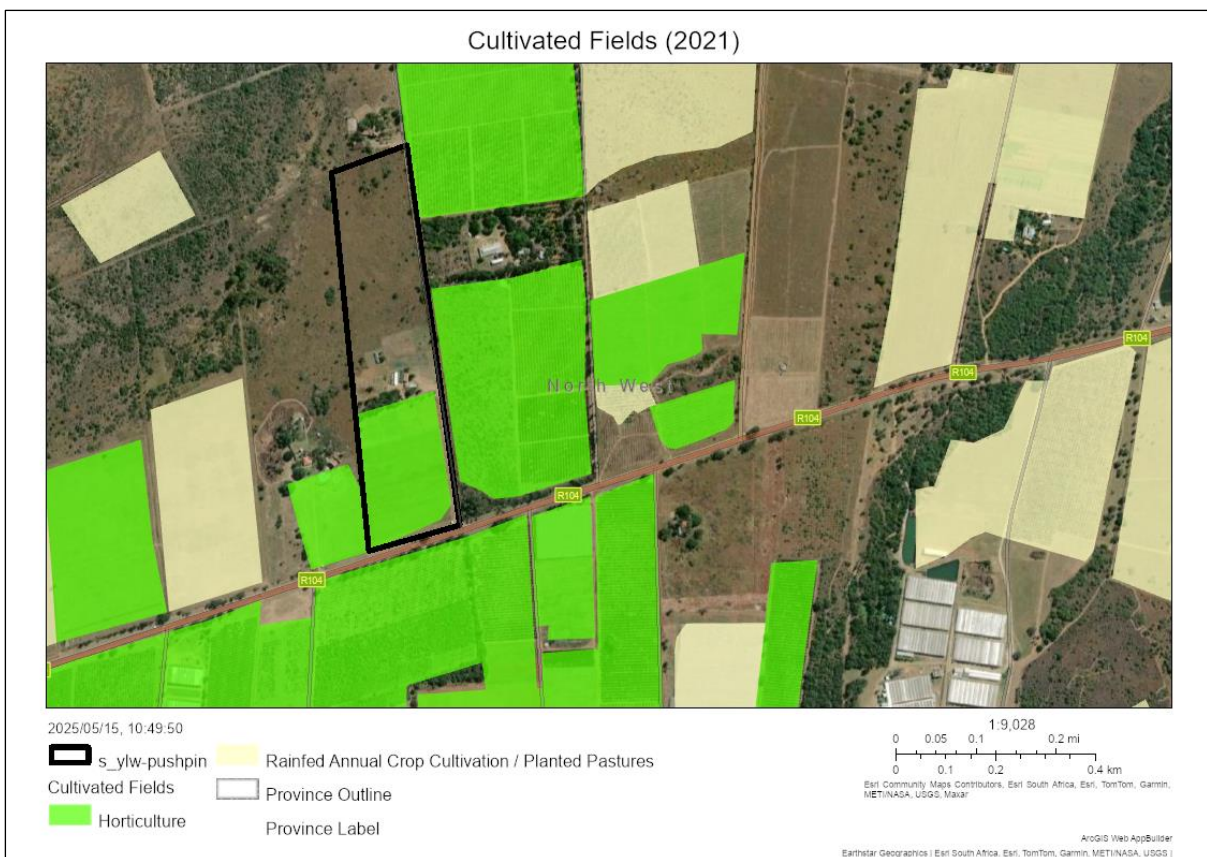 Cultivated Fields (2021)
R104
R104
North West
R104
R104
R104
2025/05/15, 10:49:50
s_ylw-pushpin
Rainfed Annual Crop Cultivation / Planted Pastures
Cultivated Fields
Province Outline
Horticulture
Province Label
1:9,028
0 0.05 0.1 0.2 mi
0 0.1 0.2 0.4 km
Esri Community Maps Contributors, Esri South Africa, Esri, TomTom, Garmin,
METI/NASA, USGS, Maxar
ArcGIS Web AppBuilder
Earthstar Geographics | Esri South Africa, Esri, TomTom, Garmin, METI/NASA, USGS |